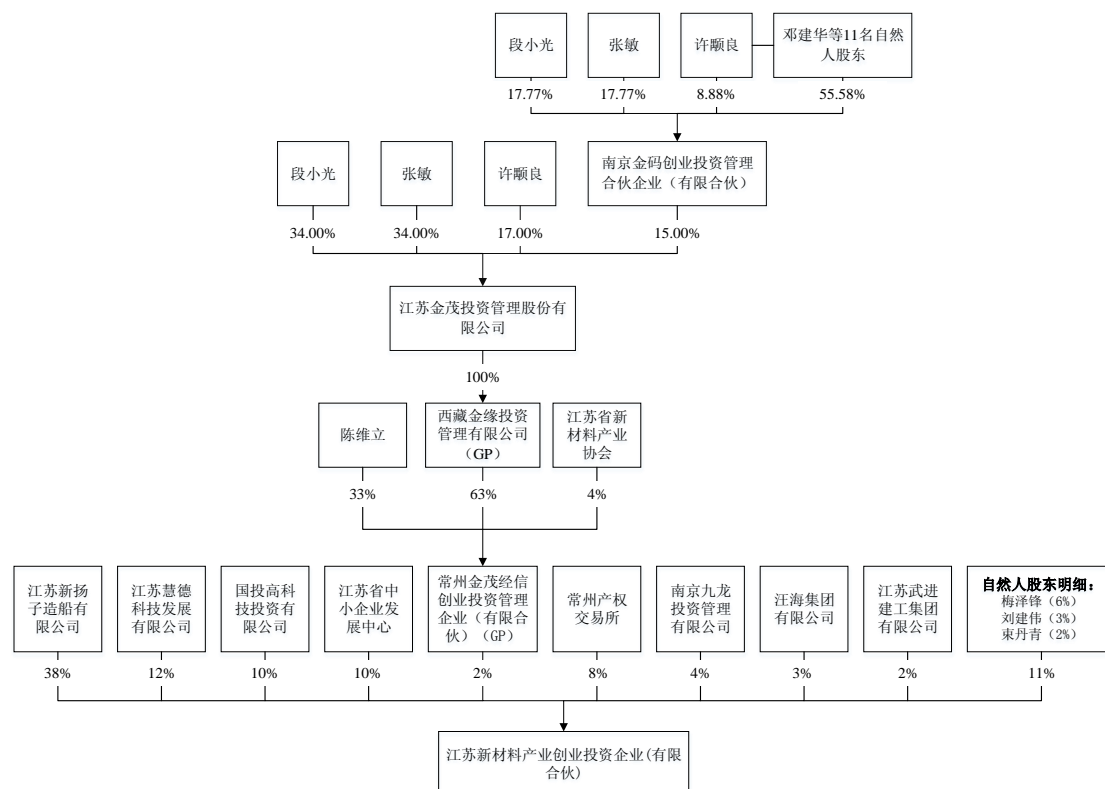 段小光
张敏
许颙良
邓建华等11名自然
人股东
17.77%
17.77%
8.88%
55.58%
段小光
张敏
许颙良
南京金码创业投资管理
合伙企业（有限合伙）
34.00%
34.00%
17.00%
15.00%
江苏金茂投资管理股份有
限公司
100%
陈维立
西藏金缘投资
管理有限公司
（GP）
江苏省新
材料产业
协会
33%
63%
4%
江苏新扬
子造船有
限公司
江苏慧德
科技发展
有限公司
国投高科
技投资有
限公司
江苏省中
小企业发
展中心
常州金茂经信
创业投资管理
企业（有限合
伙）（GP）
常州产权
交易所
南京九龙
投资管理
有限公司
汪海集团
有限公司
江苏武进
建工集团
有限公司
自然人股东明细：
梅泽锋（6%）
刘建伟（3%）
束丹青（2%）
38%
12%
10%
10%
2%
8%
4%
3%
2%
11%
江苏新材料产业创业投资企业(有限
合伙)